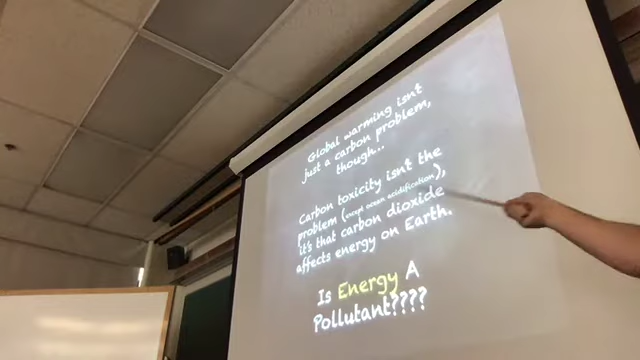 Global warming isn't
just a carbon problem,
though...
Carbon toxicity isn't the
problem (except ocean acidification),
it's that carbon dioxide
affects energy on Earth.
Is Energy A
Pollutant????